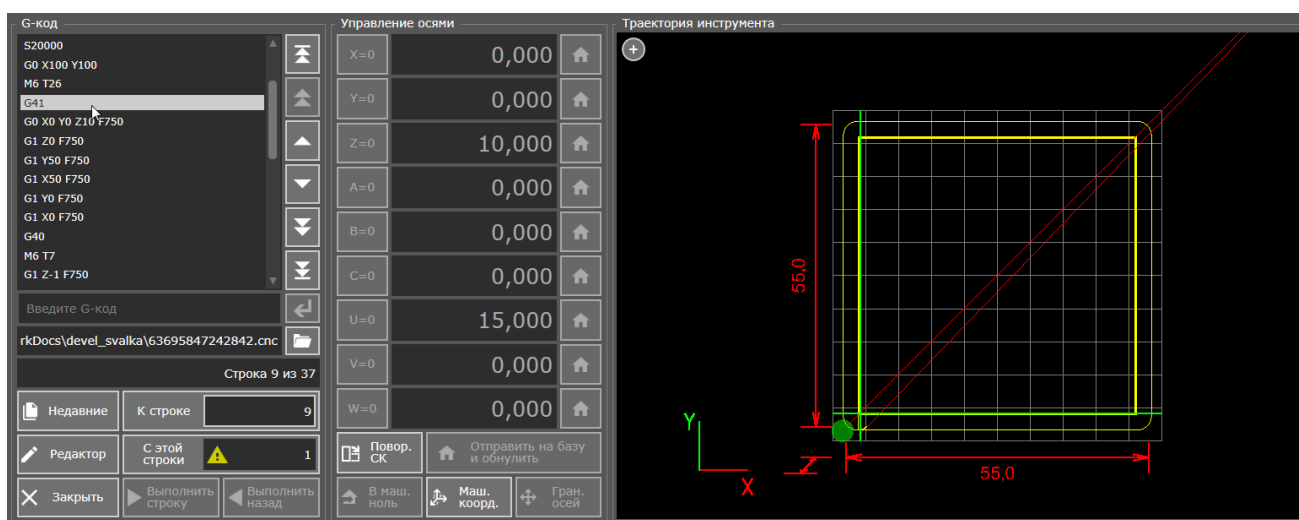 G-код
S20000
G0 X100 Y100
M6 T26
G41
G0 X0 Y0 Z10 F750
G1 Z0 F750
G1 Y50 F750
G1 X50 F750
G1 Y0 F750
G1 X0 F750
G40
M6 T7
G1 Z-1 F750
Введите G-код
rkDocs\devel_svalka\63695847242842.cnc
Строка 9 из 37
Недавние
К строке
9
Редактор
С этой
строки
1
Закрыть
Выполнить
строку
Выполнить
назад
Управление осями
X=0
0,000
Y=0
0,000
Z=0
10,000
A=0
0,000
B=0
0,000
C=0
0,000
U=0
15,000
V=0
0,000
W=0
0,000
Повор.
СК
Отправить на базу
и обнулить
В маш.
ноль
Маш.
коорд.
Гран.
осей
Траектория инструмента
55,0
Y
X
55,0